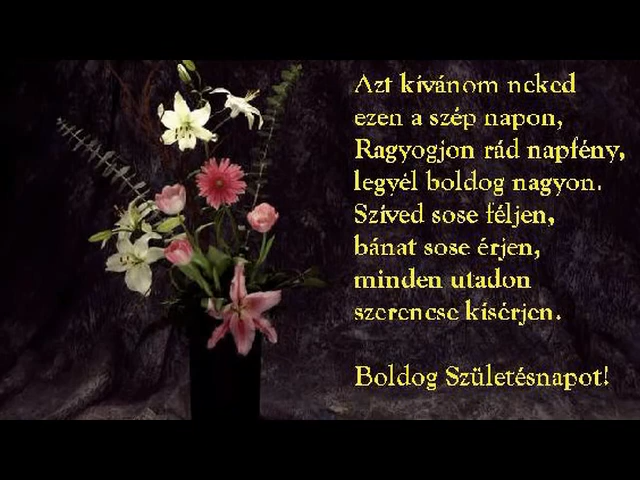 Azt kívánom neked
ezen a szép napon,
Ragyogjon rád napfény,
legyél boldog nagyon.
Szíved sose féljen,
bánat sose érjen,
minden utadon
szerencse kísérjen.
Boldog Születésnapot!